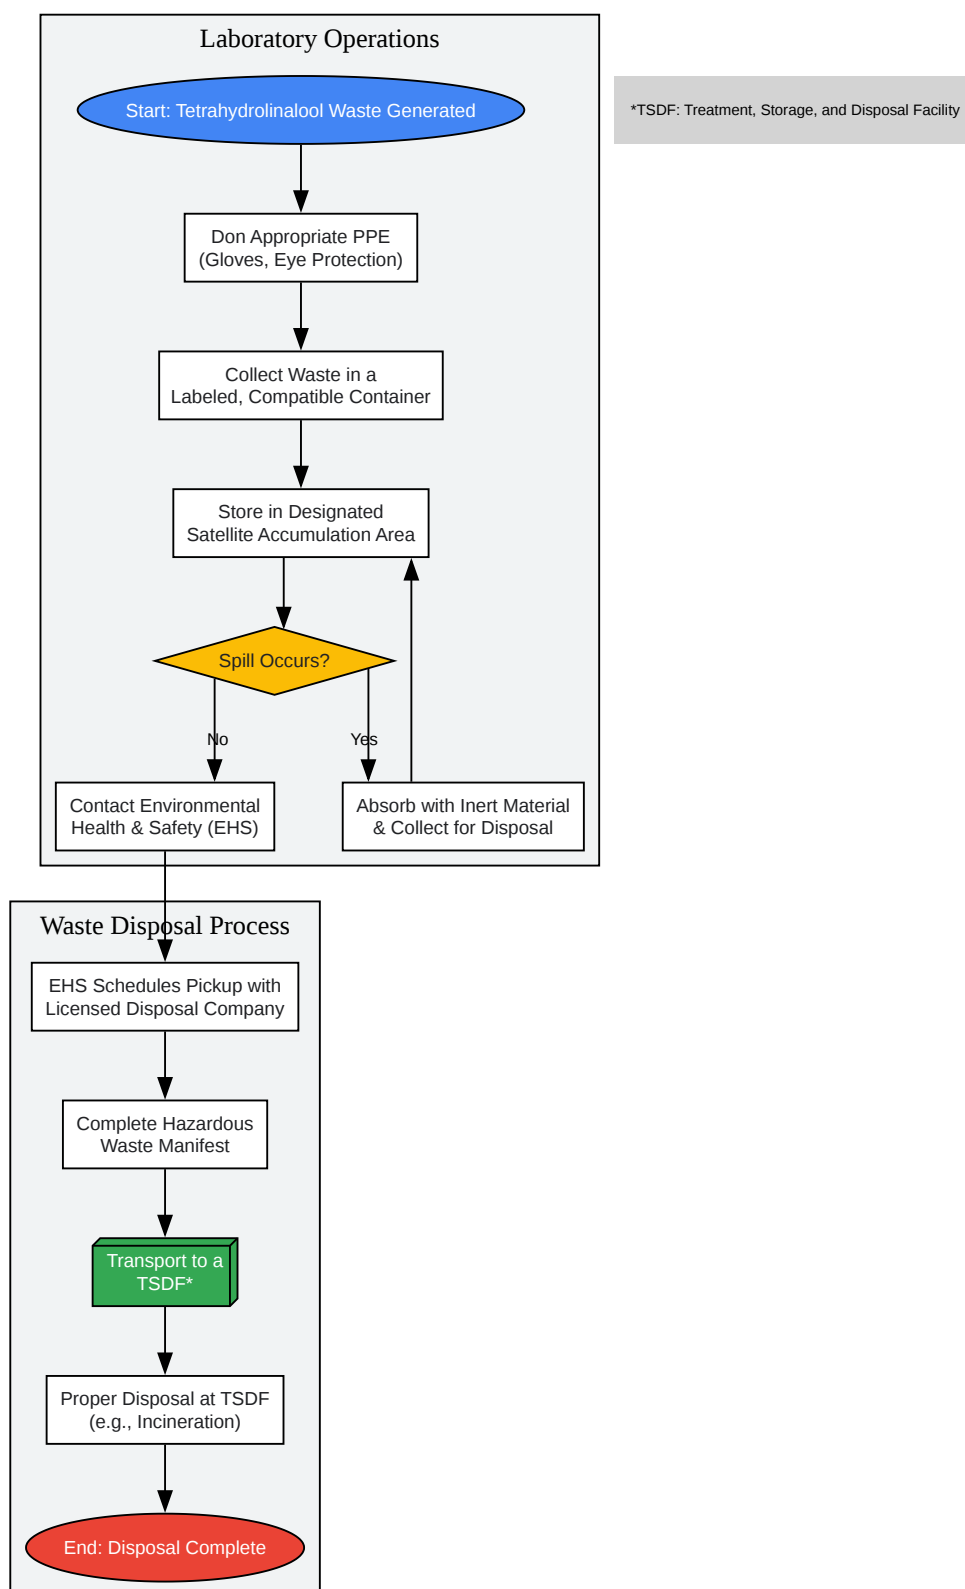 Laboratory Operations
Start: Tetrahydrolinalool Waste Generated
*TSDF: Treatment, Storage, and Disposal Facility
Don Appropriate PPE
(Gloves, Eye Protection)
Collect Waste in a
Labeled, Compatible Container
Store in Designated
Satellite Accumulation Area
Spill Occurs?
No
Yes
Contact Environmental
Health & Safety (EHS)
Absorb with Inert Material
& Collect for Disposal
Waste Disposal Process
EHS Schedules Pickup with
Licensed Disposal Company
Complete Hazardous
Waste Manifest
Transport to a
TSDF*
Proper Disposal at TSDF
(e.g., Incineration)
End: Disposal Complete